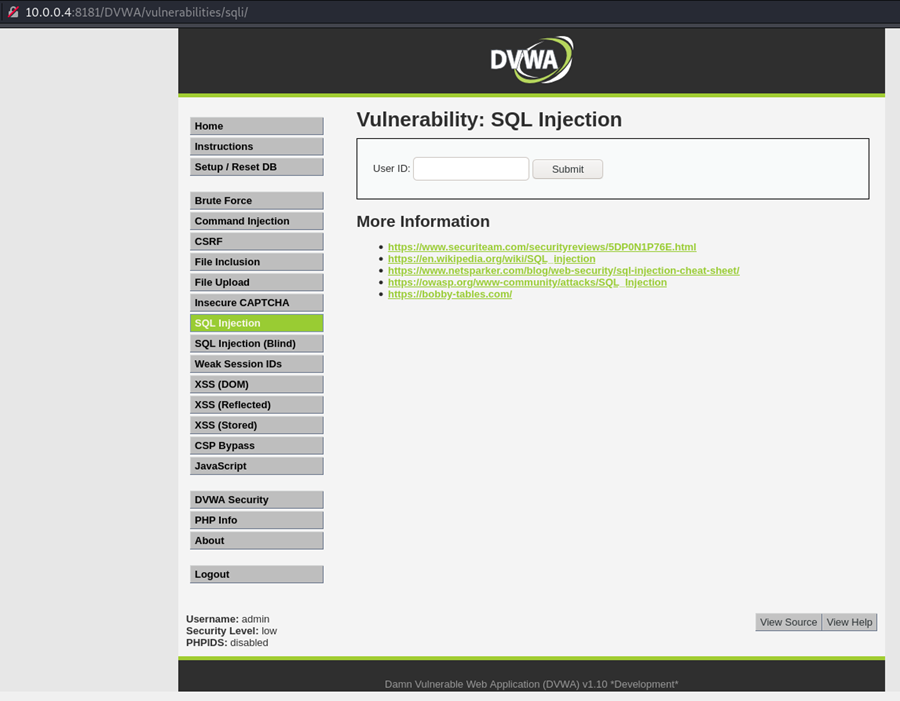 10.0.0.4:8181/DVWA/vulnerabilities/sqli/
DVWA
Home
Instructions
Setup / Reset DB
Brute Force
Command Injection
CSRF
File Inclusion
File Upload
Insecure CAPTCHA
SQL Injection
SQL Injection (Blind)
Weak Session IDs
XSS (DOM)
XSS (Reflected)
XSS (Stored)
CSP Bypass
JavaScript
DVWA Security
PHP Info
About
Logout
Vulnerability: SQL Injection
User ID: Submit
More Information
https://www.securiteam.com/securityreviews/5DP0N1P76E.html
https://en.wikipedia.org/wiki/SQL_injection
https://www.netsparker.com/blog/web-security/sql-injection-cheat-sheet/
https://owasp.org/www-community/attacks/SQL_Injection
https://bobby-tables.com/
Username: admin
Security Level: low
PHPIDS: disabled
View Source View Help
Damn Vulnerable Web Application (DVWA) v1.10 *Development*